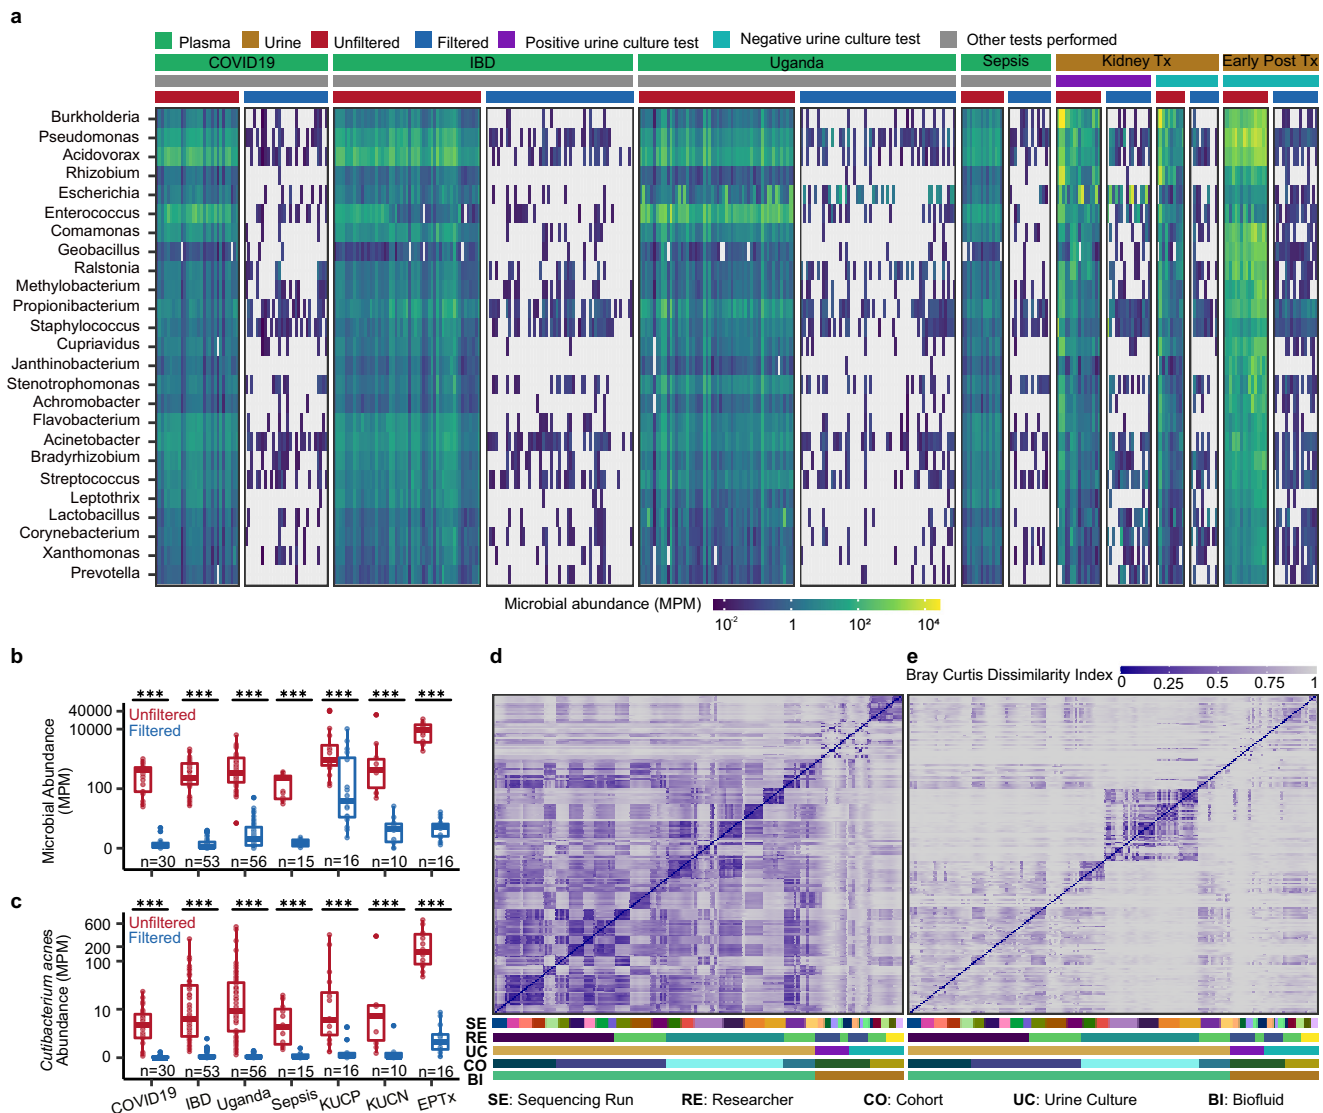 a
Plasma Urine Unfiltered Filtered Positive urine culture test Negative urine culture test Other tests performed
COVID19 IBD Uganda Sepsis Kidney Tx Early Post Tx
Burkholderia
Pseudomonas
Acidovorax
Rhizobium
Escherichia
Enterococcus
Comamonas
Geobacillus
Ralstonia
Methylobacterium
Propionibacterium
Staphylococcus
Cupriavidus
Janthinobacterium
Stenotrophomonas
Achromobacter
Flavobacterium
Acinetobacter
Bradyrhizobium
Streptococcus
Leptothrix
Lactobacillus
Corynebacterium
Xanthomonas
Prevotella
Microbial abundance (MPM)
10⁻² 1 10² 10⁴
b
*** *** *** *** *** *** ***
Microbial Abundance
(MPM)
40000
10000
100
0
Unfiltered
Filtered
n=30 n=53 n=56 n=15 n=16 n=10 n=16
c
*** *** *** *** *** *** ***
Cutibacterium acnes
Abundance (MPM)
600
200
100
10
0
Unfiltered
Filtered
n=30 n=53 n=56 n=15 n=16 n=10 n=16
COVID19 IBD Uganda Sepsis KUCP KUCN EPTx
d
e
Bray Curtis Dissimilarity Index
0 0.25 0.5 0.75 1
SE
RE
UC
CO
BI
SE: Sequencing Run RE: Researcher CO: Cohort UC: Urine Culture BI: Biofluid